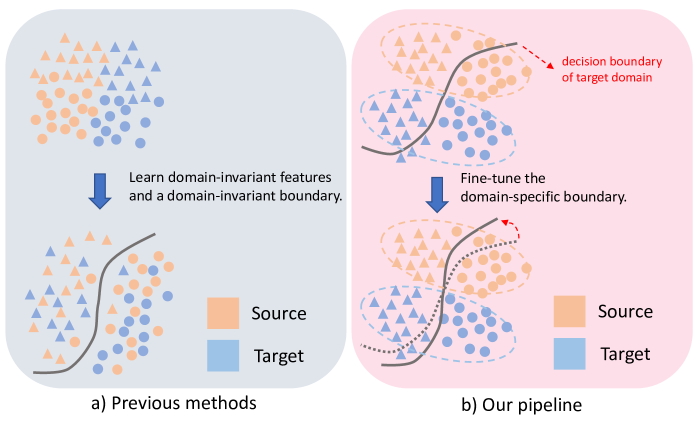 decision boundary
of target domain
Learn domain-invariant features
and a domain-invariant boundary.
Fine-tune the
domain-specific boundary.
Source
Target
Source
Target
a) Previous methods
b) Our pipeline